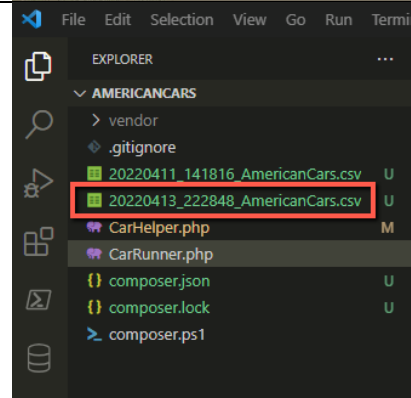 File Edit Selection View Go Run Termi
EXPLORER ...
AMERICANCARS
vendor
.gitignore
20220411_141816_AmericanCars.csv U
20220413_222848_AmericanCars.csv U
CarHelper.php M
CarRunner.php
{} composer.json U
{} composer.lock U
composer.ps1